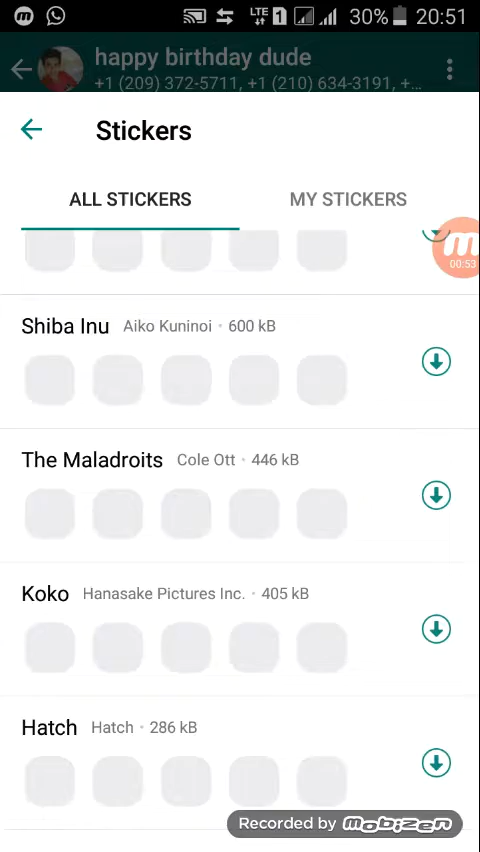 LTE 1 30% 20:51
happy birthday dude
+1 (209) 372-5711, +1 (210) 634-3191, +...
Stickers
ALL STICKERS MY STICKERS
00:53
Shiba Inu Aiko Kuninoi · 600 kB
The Maladroits Cole Ott · 446 kB
Koko Hanasake Pictures Inc. · 405 kB
Hatch Hatch · 286 kB
Recorded by mobizen